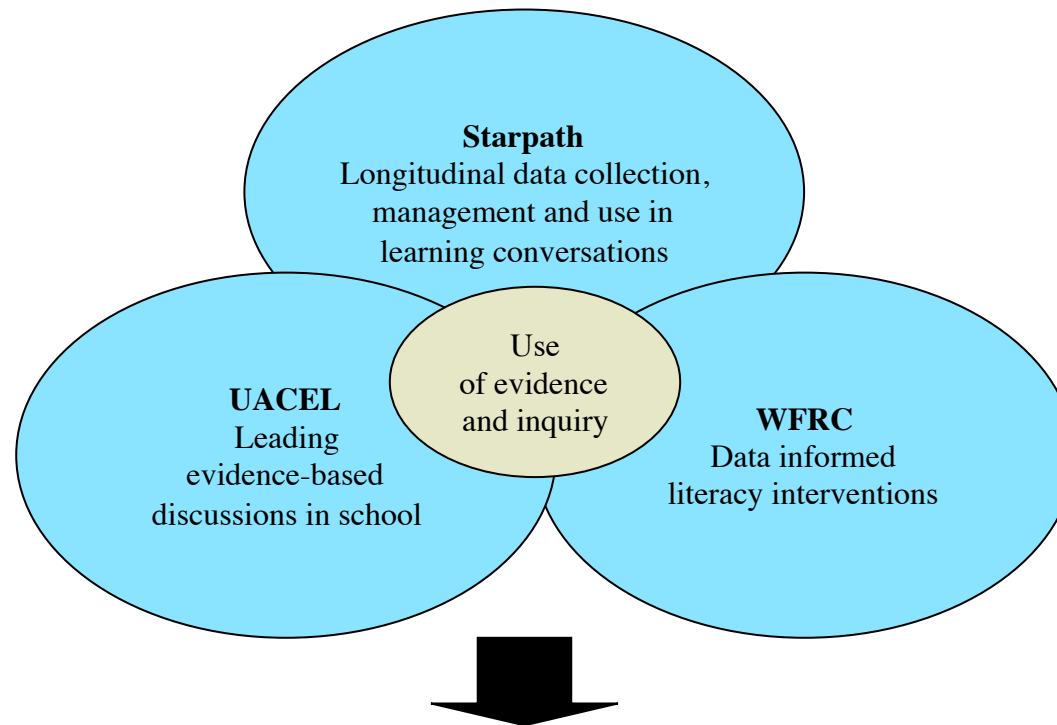 Starpath
Longitudinal data collection,
management and use in
learning conversations
Use
of evidence
and inquiry
UACEL
Leading
evidence-based
discussions in school
WFRC
Data informed
literacy interventions